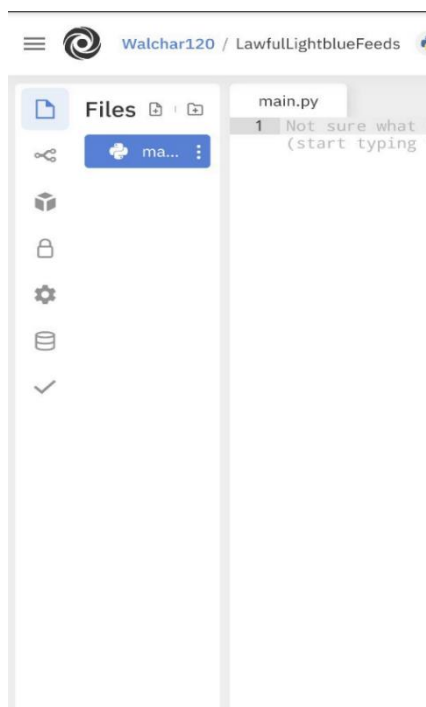 Walchar120 / LawfulLightblueFeeds
Files
main.py
ma...
1 Not sure what
(start typing